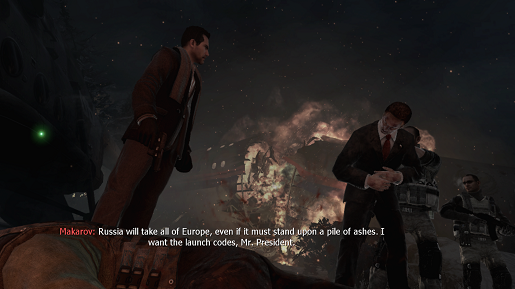 Makarov: Russia will take all of Europe, even if it must stand upon a pile of ashes. I
want the launch codes, Mr. President.